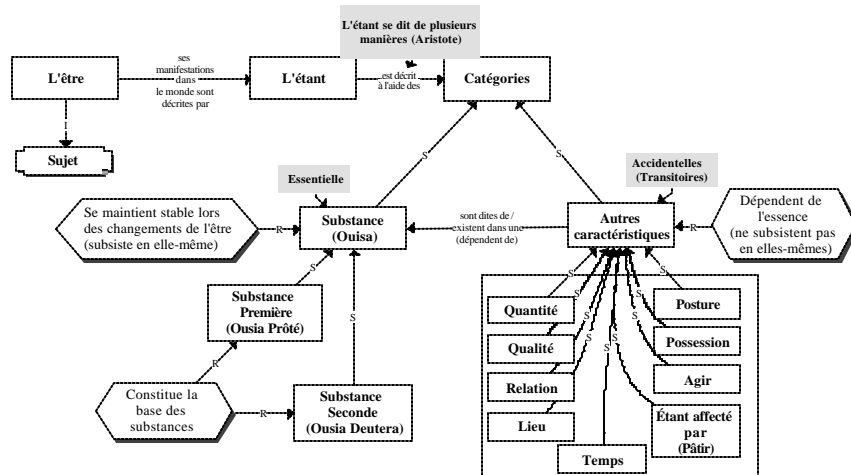 L'étant se dit de plusieurs
manières (Aristote)
ses
manifestations
dans
le monde sont
décrites par
L'être
L'étant
est décrit
à l'aide des
Catégories
I
Sujet
S
S
Essentielle
Accidentelles
(Transitoires)
Se maintient stable lors
des changements de l'être
(subsiste en elle-même)
R
Substance
(Ouisa)
sont dites de /
existent dans une
(dépendent de)
Autres
caractéristiques
R
Dépendent de
l'essence
(ne subsistent pas
en elles-mêmes)
S
S
Substance
Première
(Ousia Prôté)
R
Constitue la
base des
substances
R
Substance
Seconde
(Ousia Deutera)
S
S
S
S
S
S
S
S
S
Quantité
Qualité
Relation
Lieu
Temps
Posture
Possession
Agir
Étant affecté
par
(Pâtir)